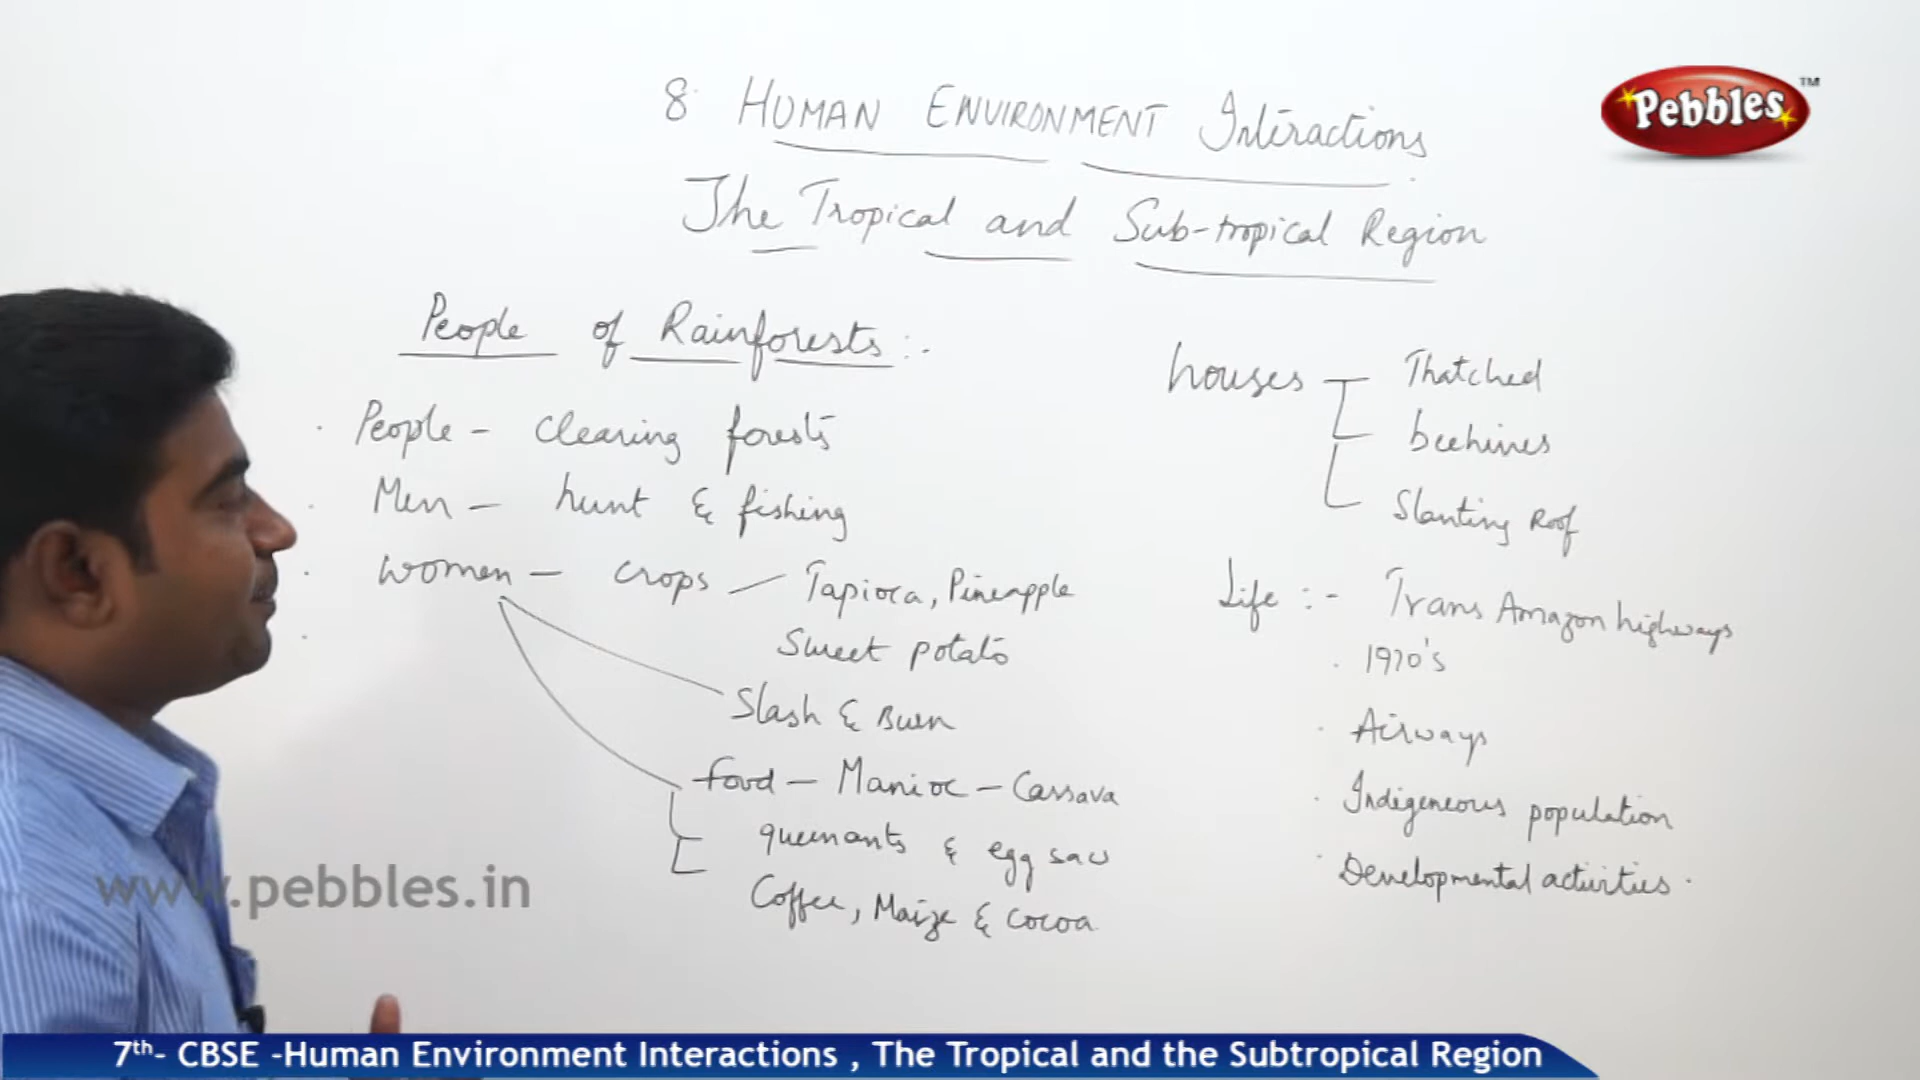 8 HUMAN ENVIRONMENT Interactions
The Tropical and Sub-tropical Region
Pebbles™
People of Rainforests :-
People - clearing forests
Men - hunt & fishing
Women - crops - Tapioca, Pineapple
Sweet potato
Slash & Burn
food - Manioc - Cassava
queenants & egg sac
Coffee, Maize & cocoa
houses
Thatched
beehives
Slanting Roof
Life :- Trans Amazon highways
1970's
Airways
Indigeneous population
Developmental activities.
www.pebbles.in
7th- CBSE -Human Environment Interactions , The Tropical and the Subtropical Region